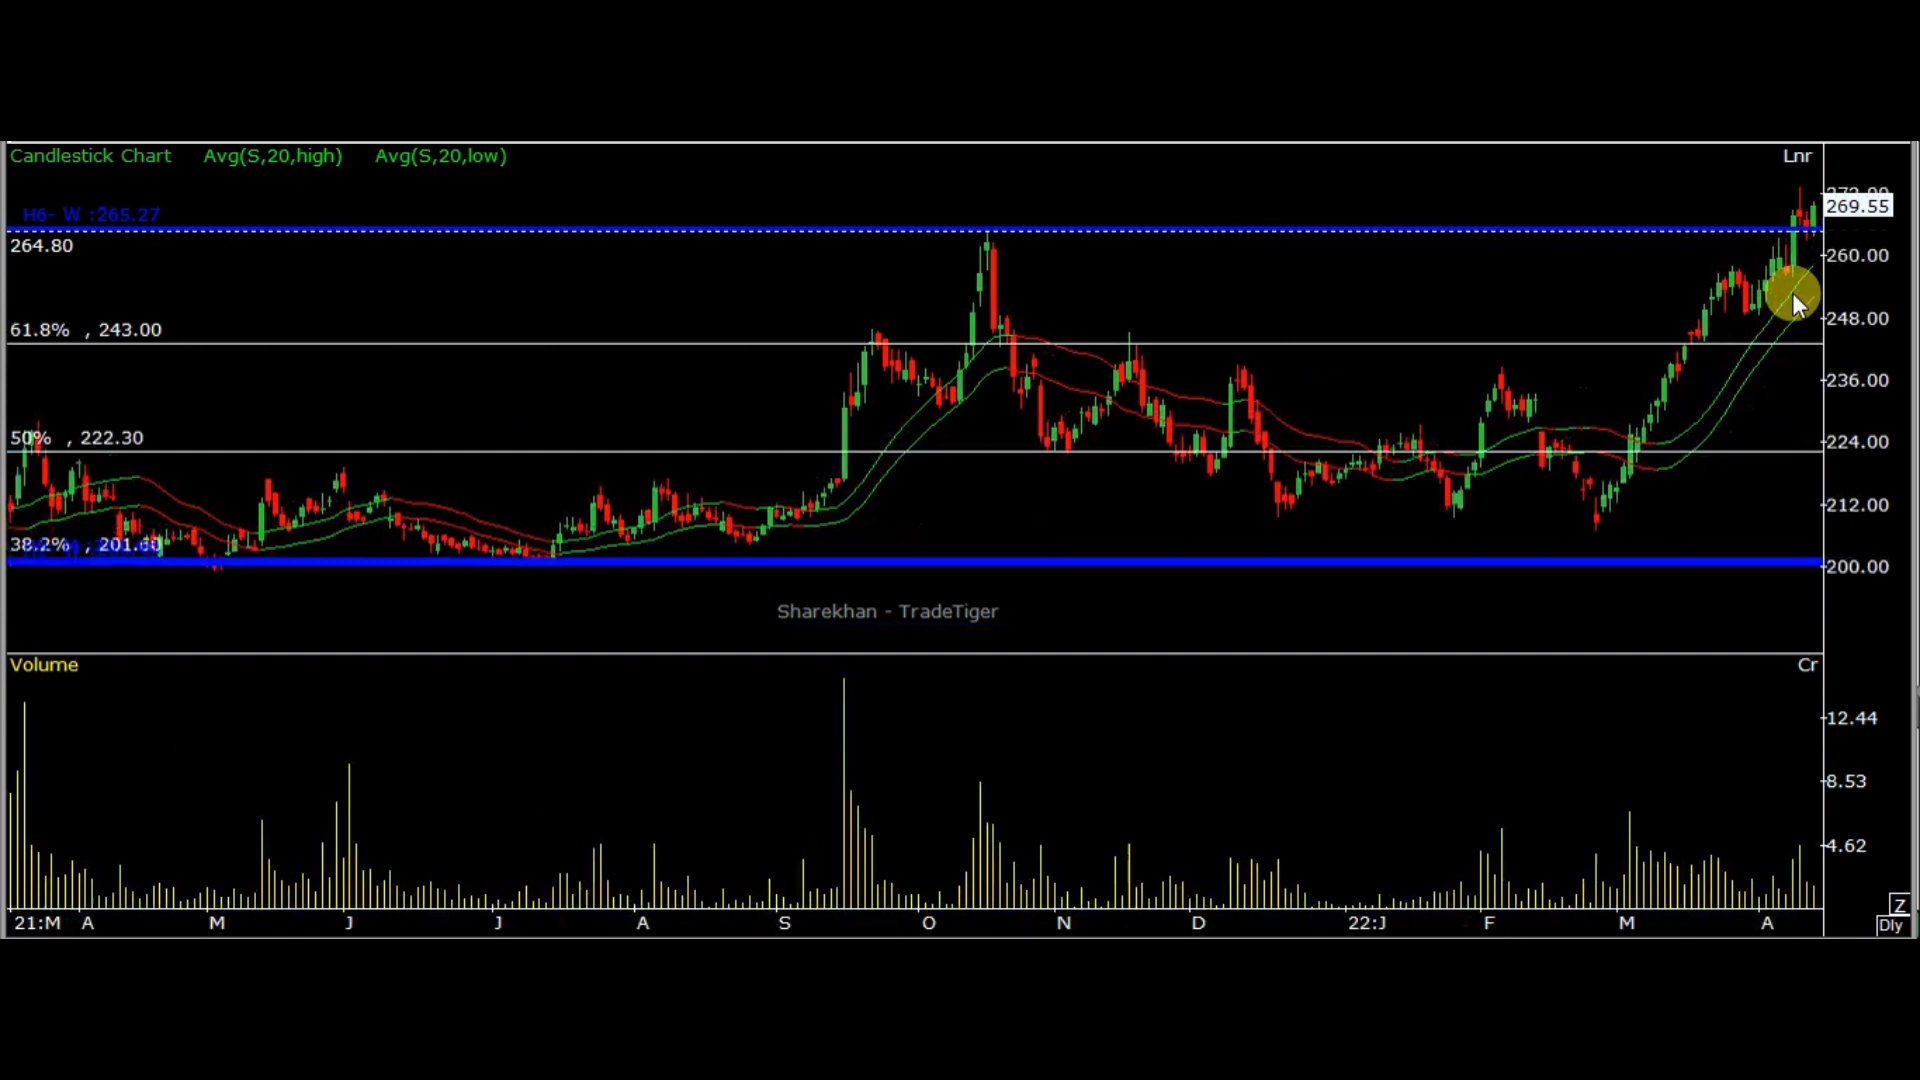 Candlestick Chart Avg(S,20,high) Avg(S,20,low) Lnr
272.00
269.55
H6- W :265.27
264.80
260.00
61.8% , 243.00
248.00
236.00
50% , 222.30
224.00
212.00
38.2% , 201.60
200.00
Sharekhan - TradeTiger
Volume Cr
12.44
8.53
4.62
Z
21:M A M J J A S O N D 22:J F M A Dly